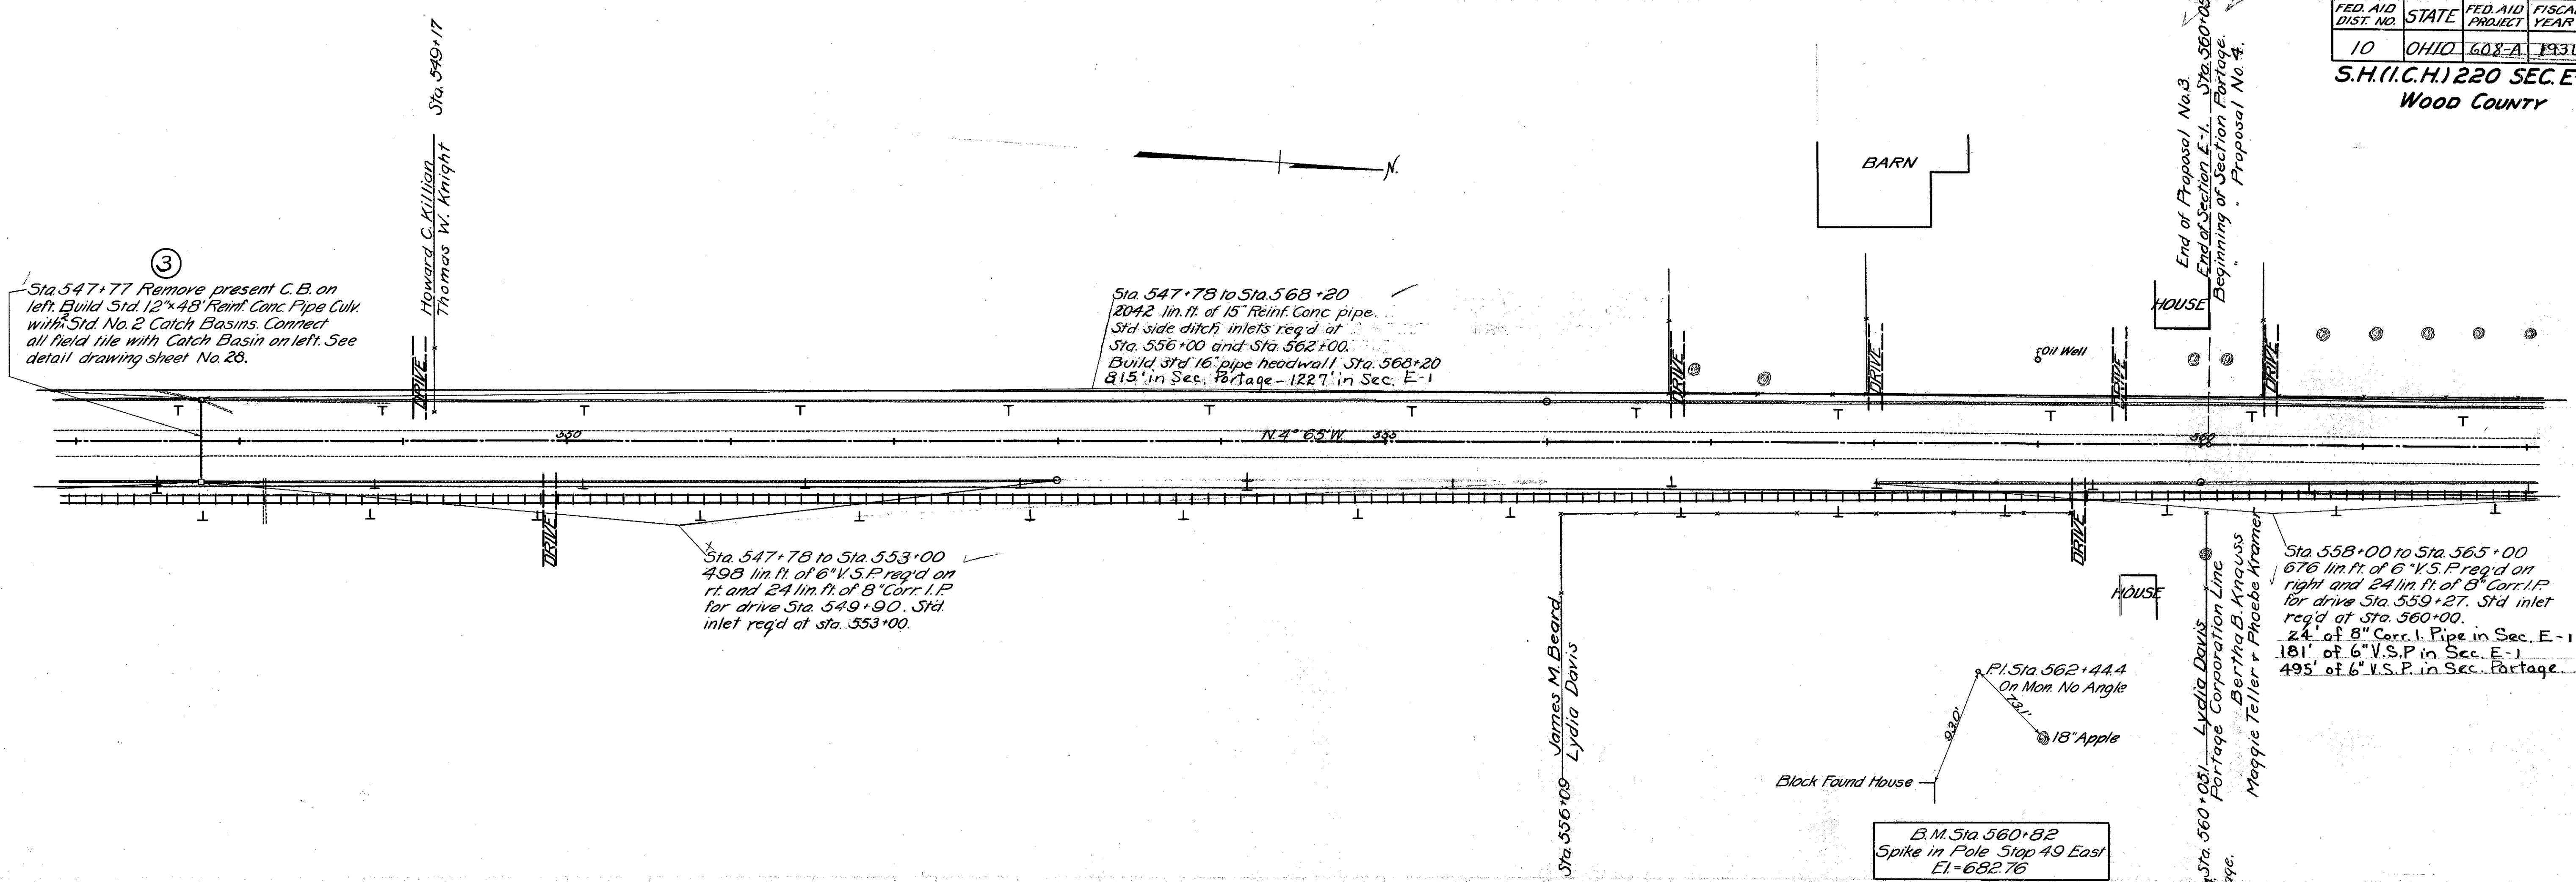 FED. AID DIST. NO. STATE FED. AID PROJECT FISCAL YEAR
10 OHIO 608-A 1931
S.H.(I.C.H.) 220 SEC. E-
WOOD COUNTY
Sta. 549+17
Howard C. Killian
Thomas W. Knight
N.
BARN
End of Proposal No. 3.
End of Section E-1. Sta. 560+05
Beginning of Section Portage.
" " Proposal No. 4.
3
Sta. 547+77 Remove present C.B. on
left. Build Std. 12"x48' Reinf. Conc. Pipe Culv.
with 2 Std. No. 2 Catch Basins. Connect
all field tile with Catch Basin on left. See
detail drawing sheet No. 28.
Sta. 547+78 to Sta. 568+20
2042 lin. ft. of 15" Reinf. Conc pipe.
Std side ditch inlets req'd at
Sta. 556+00 and Sta. 562+00.
Build std 16" pipe headwall Sta. 568+20
815' in Sec. Portage - 1227' in Sec. E-1
HOUSE
Oil Well
DRIVE
DRIVE
DRIVE
DRIVE
DRIVE
550
N. 4° 65' W.
555
560
DRIVE
DRIVE
Sta. 547+78 to Sta. 553+00
498 lin. ft. of 6" V.S.P. req'd on
rt. and 24 lin. ft. of 8" Corr. I.P.
for drive Sta. 549+90. Std.
inlet req'd at sta. 553+00.
HOUSE
Sta. 558+00 to Sta. 565+00
676 lin. ft. of 6" V.S.P. req'd on
right and 24 lin. ft. of 8" Corr. I.P.
for drive Sta. 559+27. Std inlet
req'd at Sta. 560+00.
24' of 8" Corr. I. Pipe in Sec. E-1
181' of 6" V.S.P in Sec. E-1
495' of 6" V.S.P. in Sec. Portage.
Sta. 556+09 James M. Beard
Lydia Davis
P.I. Sta. 562+44.4
On Mon. No Angle
93.0'
73.1'
18" Apple
Block Found House
B.M. Sta. 560+82
Spike in Pole Stop 49 East
El. = 682.76
Sta. 560+05.1 Lydia Davis
Portage Corporation Line
Bertha B. Knauss
Maggie Teller & Phoebe Kramer